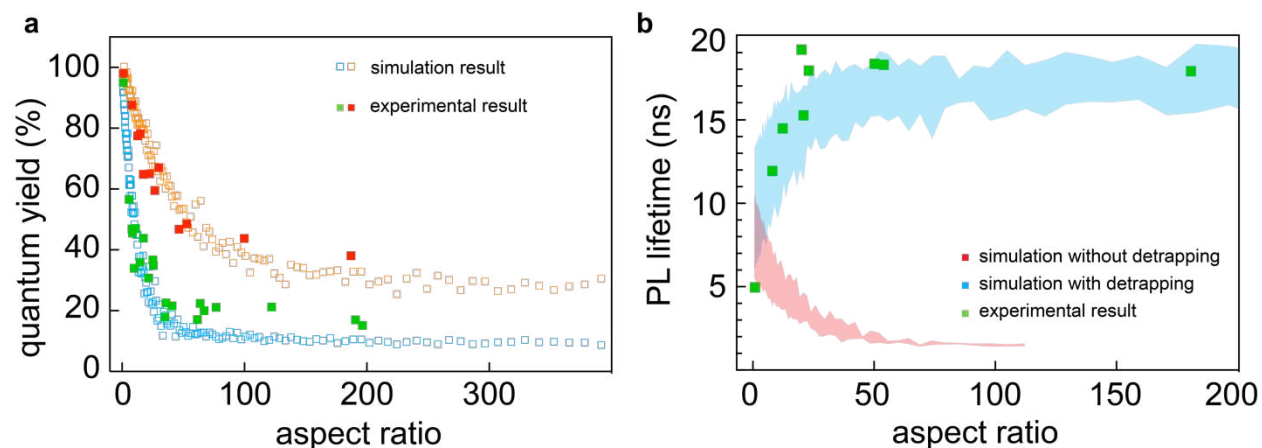 a
quantum yield (%)
100
80
60
40
20
0
simulation result
experimental result
0
100
200
300
aspect ratio
b
PL lifetime (ns)
20
15
10
5
simulation without detrapping
simulation with detrapping
experimental result
0
50
100
150
200
aspect ratio